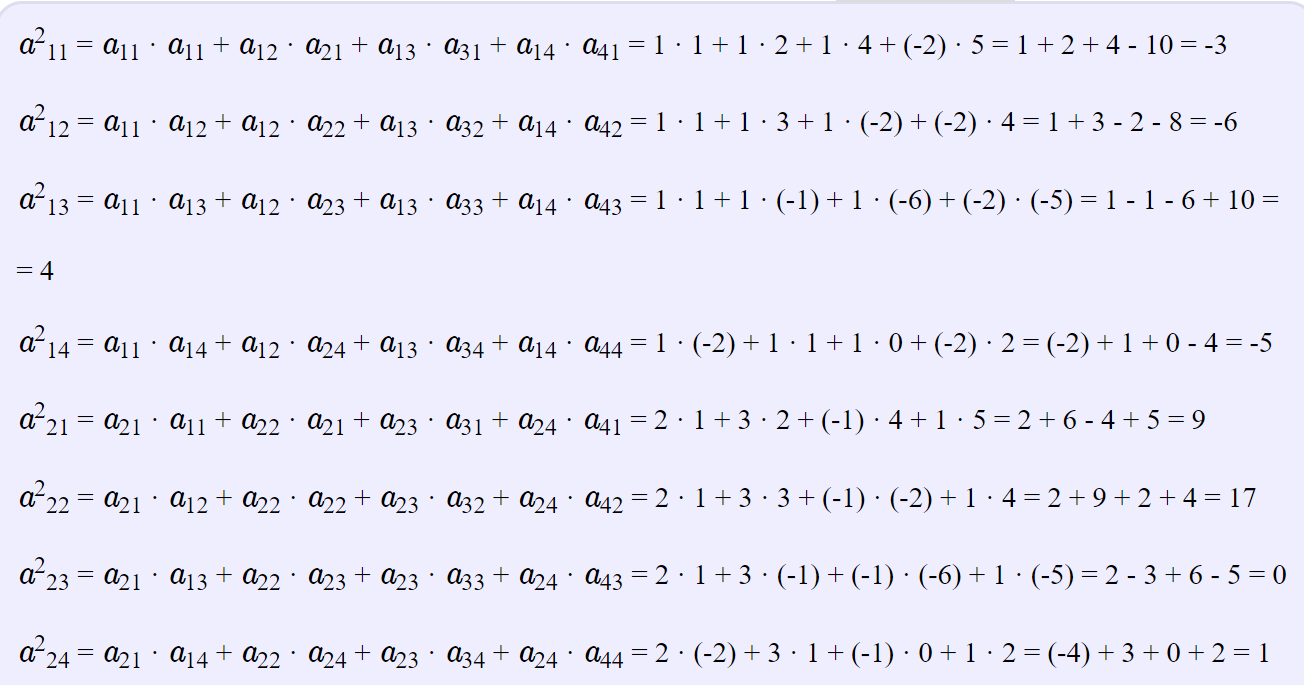 a²₁₁ = a₁₁ · a₁₁ + a₁₂ · a₂₁ + a₁₃ · a₃₁ + a₁₄ · a₄₁ = 1 · 1 + 1 · 2 + 1 · 4 + (-2) · 5 = 1 + 2 + 4 - 10 = -3
a²₁₂ = a₁₁ · a₁₂ + a₁₂ · a₂₂ + a₁₃ · a₃₂ + a₁₄ · a₄₂ = 1 · 1 + 1 · 3 + 1 · (-2) + (-2) · 4 = 1 + 3 - 2 - 8 = -6
a²₁₃ = a₁₁ · a₁₃ + a₁₂ · a₂₃ + a₁₃ · a₃₃ + a₁₄ · a₄₃ = 1 · 1 + 1 · (-1) + 1 · (-6) + (-2) · (-5) = 1 - 1 - 6 + 10 =
= 4
a²₁₄ = a₁₁ · a₁₄ + a₁₂ · a₂₄ + a₁₃ · a₃₄ + a₁₄ · a₄₄ = 1 · (-2) + 1 · 1 + 1 · 0 + (-2) · 2 = (-2) + 1 + 0 - 4 = -5
a²₂₁ = a₂₁ · a₁₁ + a₂₂ · a₂₁ + a₂₃ · a₃₁ + a₂₄ · a₄₁ = 2 · 1 + 3 · 2 + (-1) · 4 + 1 · 5 = 2 + 6 - 4 + 5 = 9
a²₂₂ = a₂₁ · a₁₂ + a₂₂ · a₂₂ + a₂₃ · a₃₂ + a₂₄ · a₄₂ = 2 · 1 + 3 · 3 + (-1) · (-2) + 1 · 4 = 2 + 9 + 2 + 4 = 17
a²₂₃ = a₂₁ · a₁₃ + a₂₂ · a₂₃ + a₂₃ · a₃₃ + a₂₄ · a₄₃ = 2 · 1 + 3 · (-1) + (-1) · (-6) + 1 · (-5) = 2 - 3 + 6 - 5 = 0
a²₂₄ = a₂₁ · a₁₄ + a₂₂ · a₂₄ + a₂₃ · a₃₄ + a₂₄ · a₄₄ = 2 · (-2) + 3 · 1 + (-1) · 0 + 1 · 2 = (-4) + 3 + 0 + 2 = 1